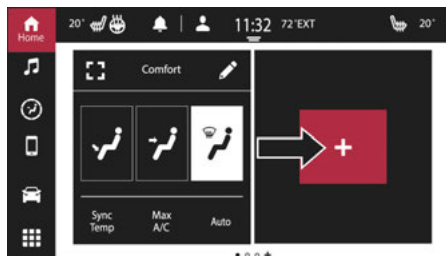 20°
11:32
72°EXT
20°
Home
Comfort
Sync
Temp
Max
A/C
Auto